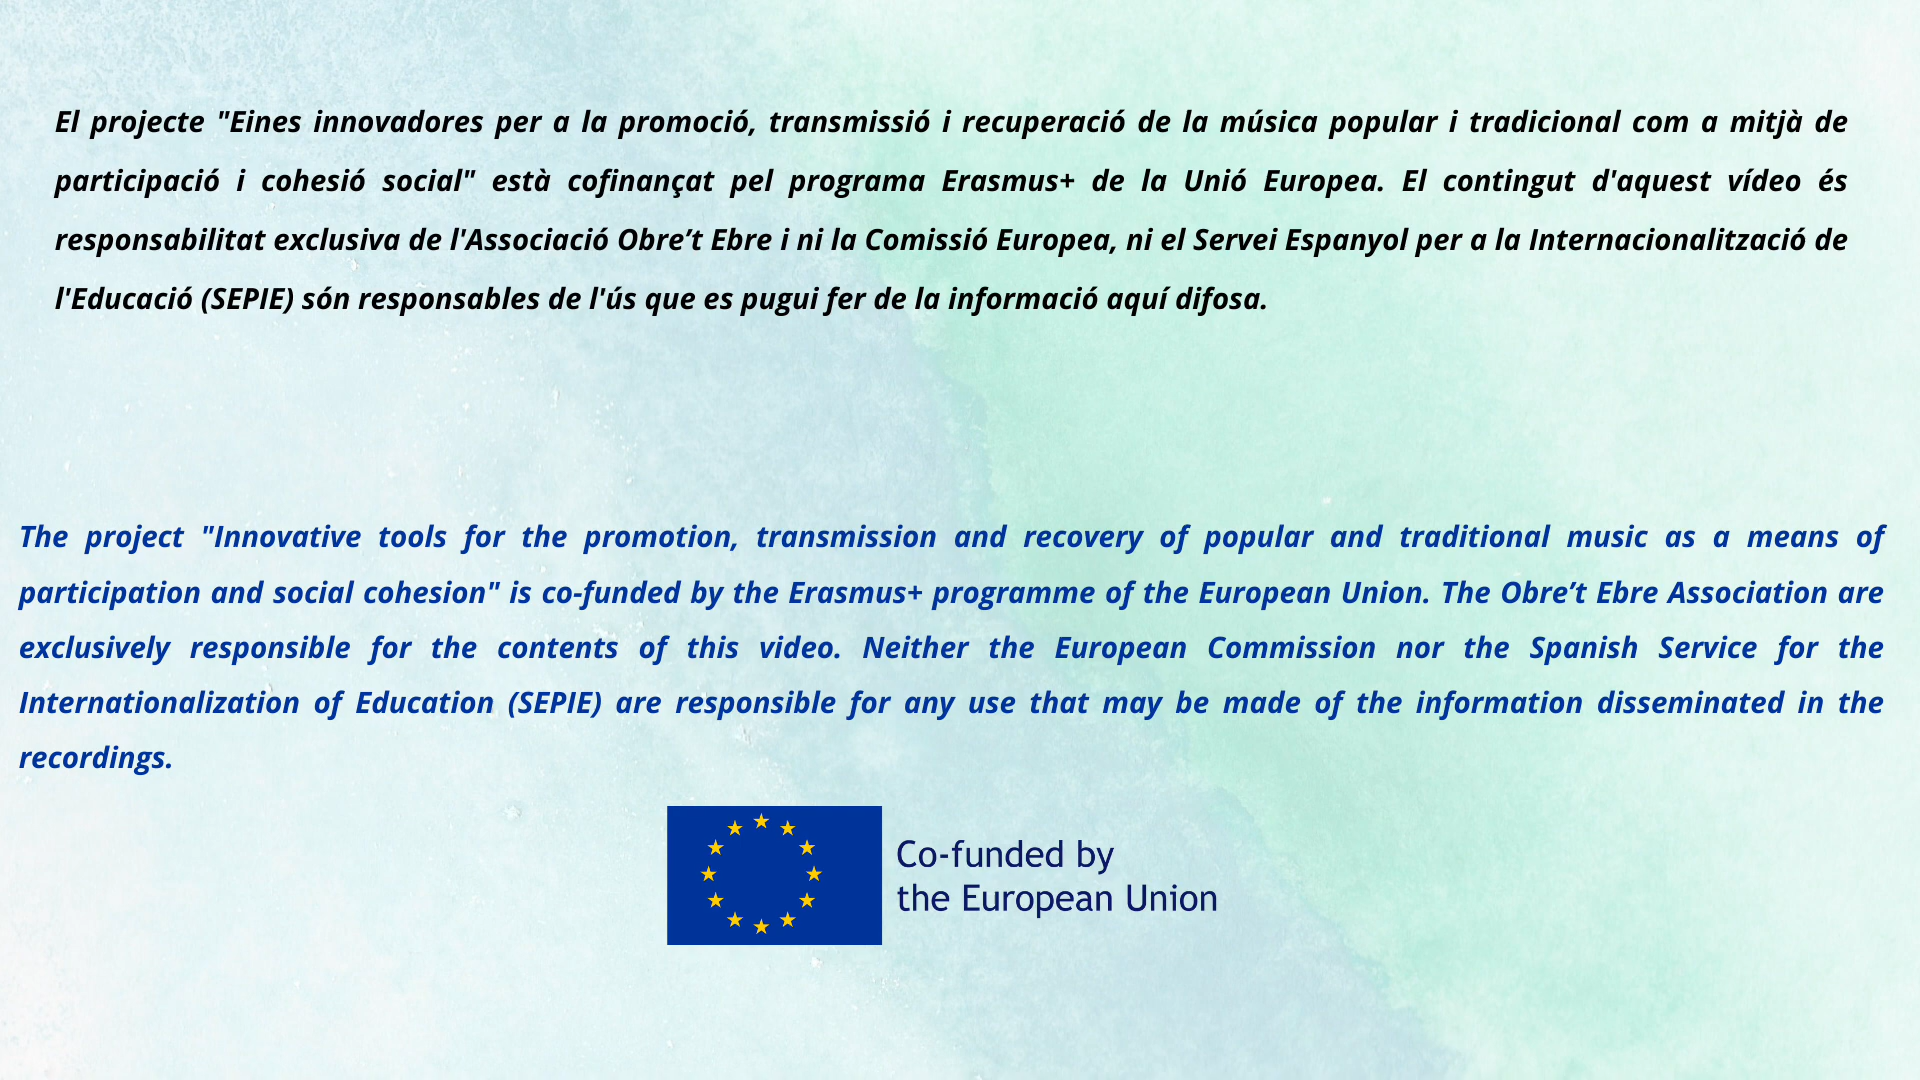 El projecte "Eines innovadores per a la promoció, transmissió i recuperació de la música popular i tradicional com a mitjà de
participació i cohesió social" està cofinançat pel programa Erasmus+ de la Unió Europea. El contingut d'aquest vídeo és
responsabilitat exclusiva de l'Associació Obre’t Ebre i ni la Comissió Europea, ni el Servei Espanyol per a la Internacionalització de
l'Educació (SEPIE) són responsables de l'ús que es pugui fer de la informació aquí difosa.
The project "Innovative tools for the promotion, transmission and recovery of popular and traditional music as a means of
participation and social cohesion" is co-funded by the Erasmus+ programme of the European Union. The Obre’t Ebre Association are
exclusively responsible for the contents of this video. Neither the European Commission nor the Spanish Service for the
Internationalization of Education (SEPIE) are responsible for any use that may be made of the information disseminated in the
recordings.
Co-funded by
the European Union